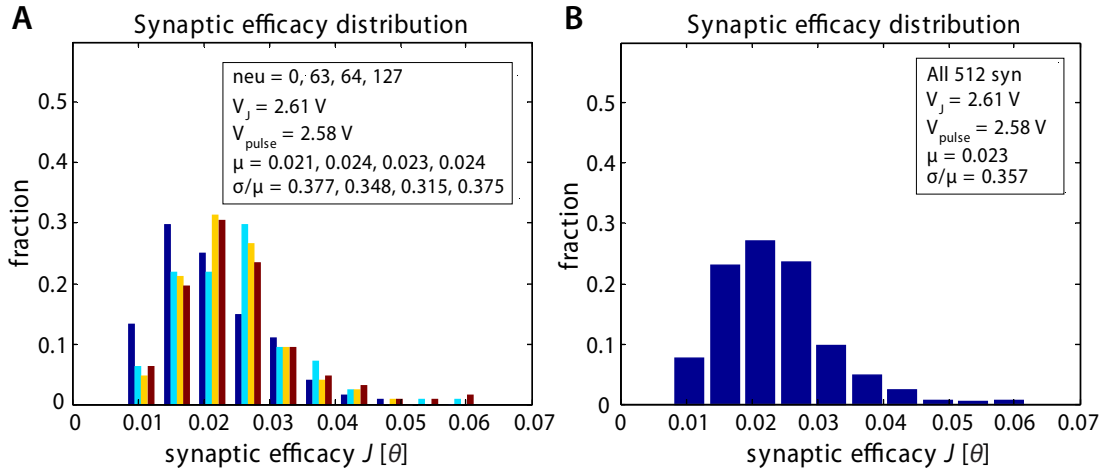 A
Synaptic efficacy distribution
neu = 0, 63, 64, 127
V_J = 2.61 V
V_pulse = 2.58 V
μ = 0.021, 0.024, 0.023, 0.024
σ/μ = 0.377, 0.348, 0.315, 0.375
fraction
0.5
0.4
0.3
0.2
0.1
0
0 0.01 0.02 0.03 0.04 0.05 0.06 0.07
synaptic efficacy J [θ]
B
Synaptic efficacy distribution
All 512 syn
V_J = 2.61 V
V_pulse = 2.58 V
μ = 0.023
σ/μ = 0.357
fraction
0.5
0.4
0.3
0.2
0.1
0
0.01 0.02 0.03 0.04 0.05 0.06 0.07
synaptic efficacy J [θ]